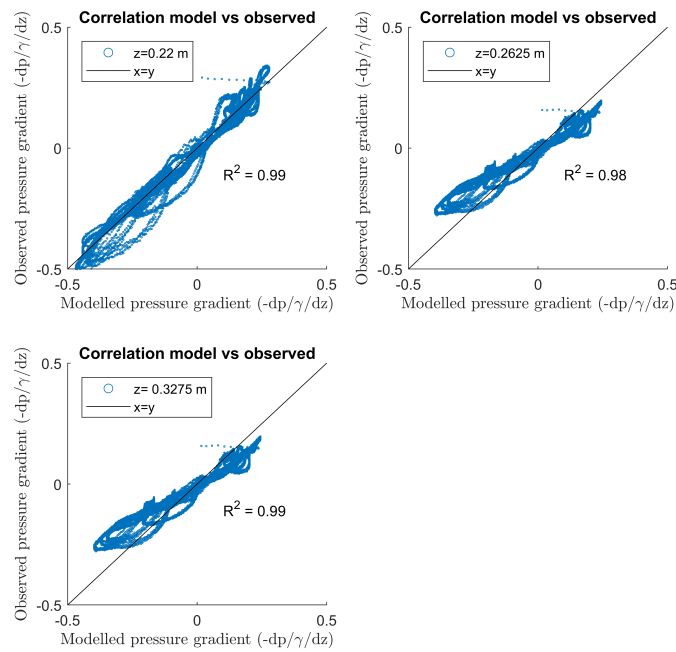 Correlation model vs observed
0.5
0
-0.5
Observed pressure gradient (-dp/γ/dz)
z=0.22 m
x=y
R2 = 0.99
-0.5 0 0.5
Modelled pressure gradient (-dp/γ/dz)
Correlation model vs observed
0.5
0
-0.5
Observed pressure gradient (-dp/γ/dz)
z=0.2625 m
x=y
R2 = 0.98
-0.5 0 0.5
Modelled pressure gradient (-dp/γ/dz)
Correlation model vs observed
0.5
0
-0.5
Observed pressure gradient (-dp/γ/dz)
z= 0.3275 m
x=y
R2 = 0.99
-0.5 0 0.5
Modelled pressure gradient (-dp/γ/dz)